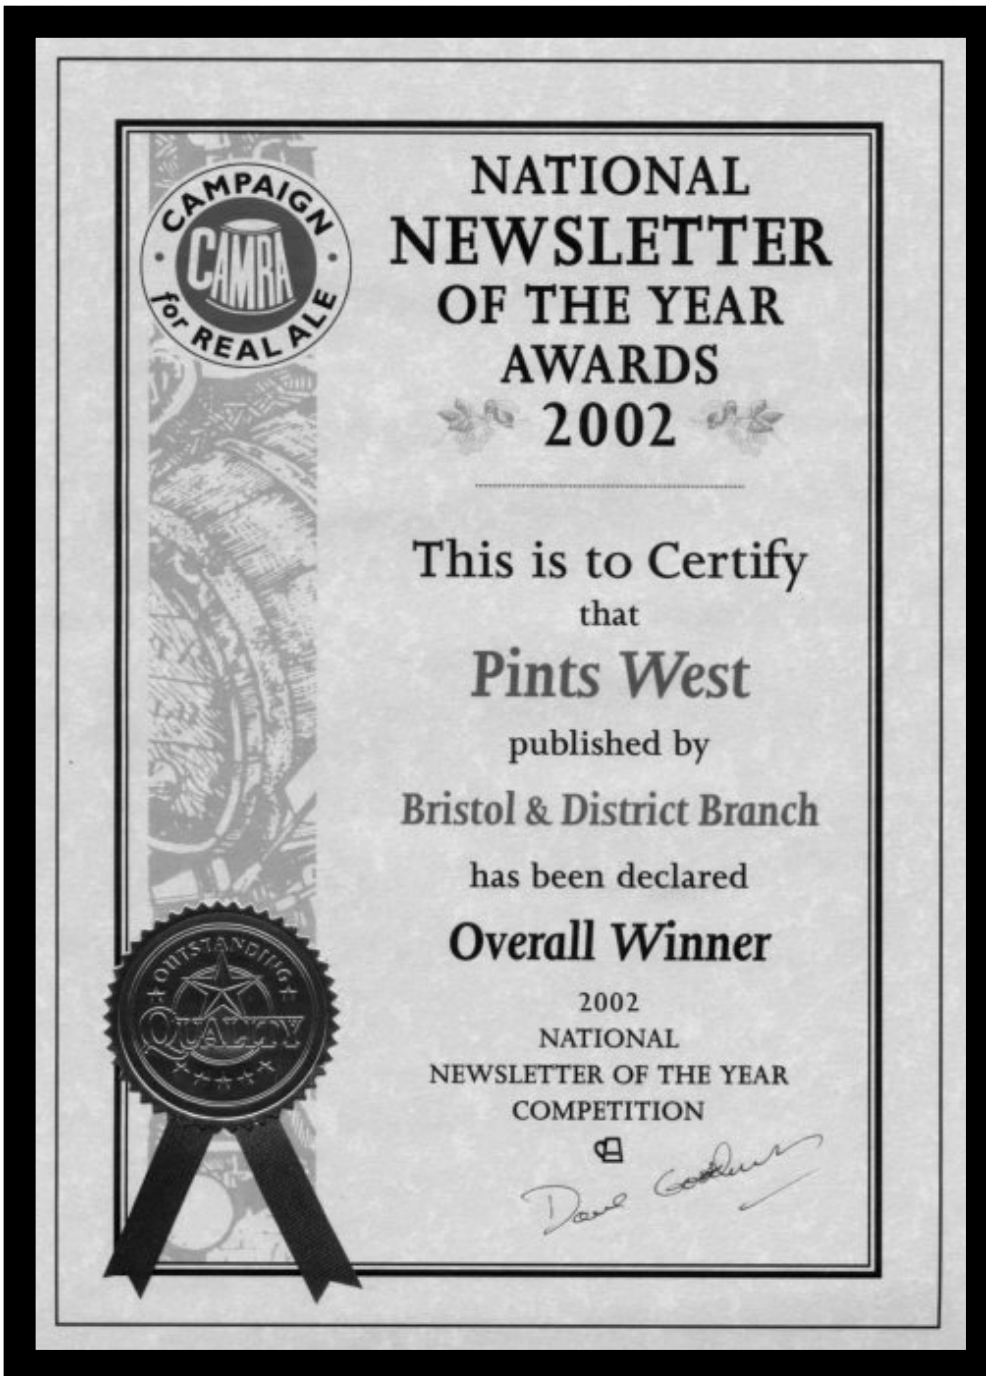 CAMPAIGN
CAMRA
for REAL ALE
NATIONAL
NEWSLETTER
OF THE YEAR
AWARDS
2002
This is to Certify
that
Pints West
published by
Bristol & District Branch
has been declared
Overall Winner
2002
NATIONAL
NEWSLETTER OF THE YEAR
COMPETITION
OUTSTANDING
QUALITY
Dave